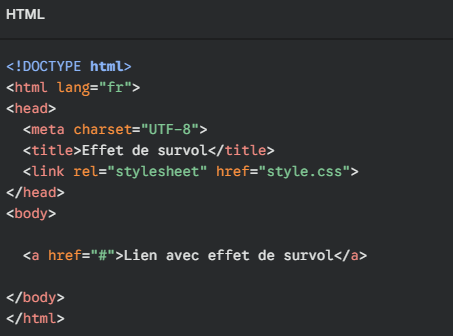 HTML
<!DOCTYPE html>
<html lang="fr">
<head>
  <meta charset="UTF-8">
  <title>Effet de survol</title>
  <link rel="stylesheet" href="style.css">
</head>
<body>
  <a href="#">Lien avec effet de survol</a>
</body>
</html>